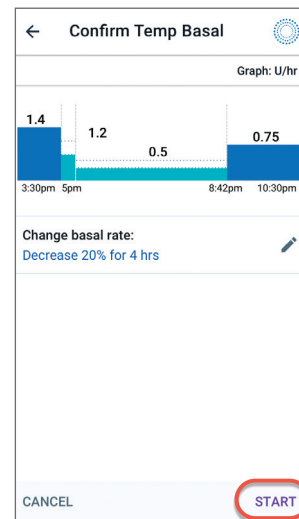 Confirm Temp Basal
Graph: U/hr
1.4
1.2
0.5
0.75
3:30pm 5pm 8:42pm 10:30pm
Change basal rate:
Decrease 20% for 4 hrs
CANCEL START